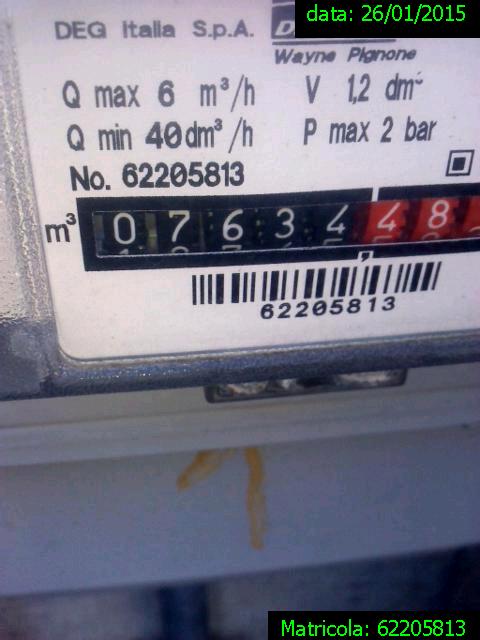 data: 26/01/2015
DEG Italia S.p.A.
Wayne Pignone
Q max 6 m³/h V 1,2 dm³
Q min 40dm³/h P max 2 bar
No. 62205813
m³ 0 7 6 3 4 , 4 8
62205813
Matricola: 62205813